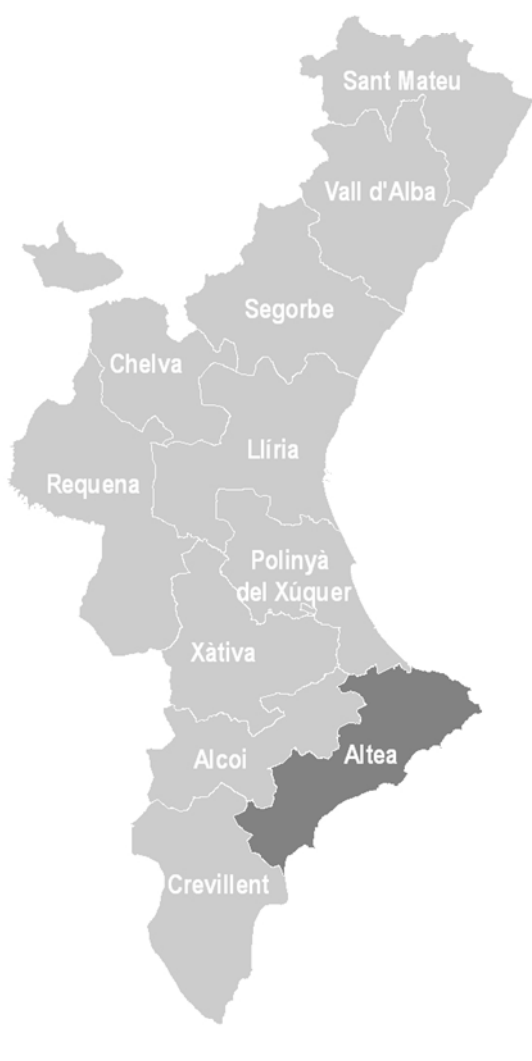 Sant Mateu
Vall d'Alba
Segorbe
Chelva
Llíria
Requena
Polinyà
del Xúquer
Xàtiva
Alcoi
Altea
Crevillent